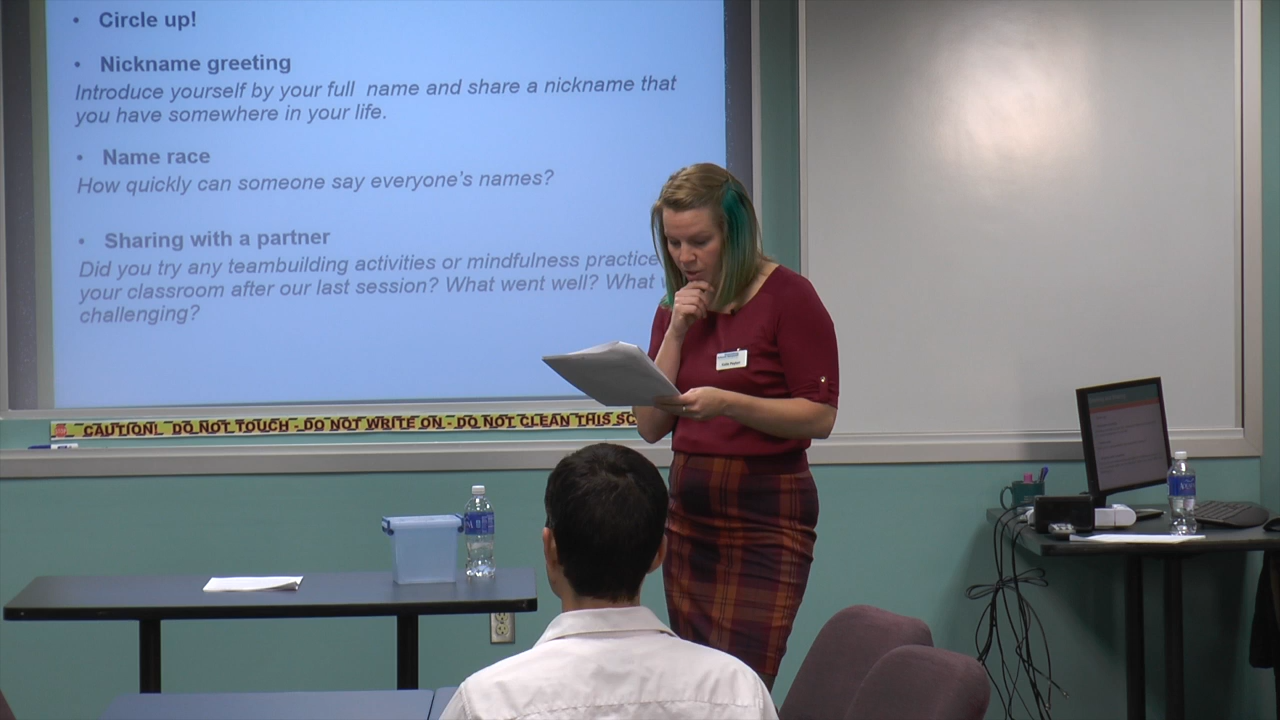 • Circle up!
• Nickname greeting
Introduce yourself by your full name and share a nickname that
you have somewhere in your life.
• Name race
How quickly can someone say everyone's names?
• Sharing with a partner
Did you try any teambuilding activities or mindfulness practice
your classroom after our last session? What went well? What
challenging?
CAUTION! DO NOT TOUCH - DO NOT WRITE ON - DO NOT CLEAN THIS SC